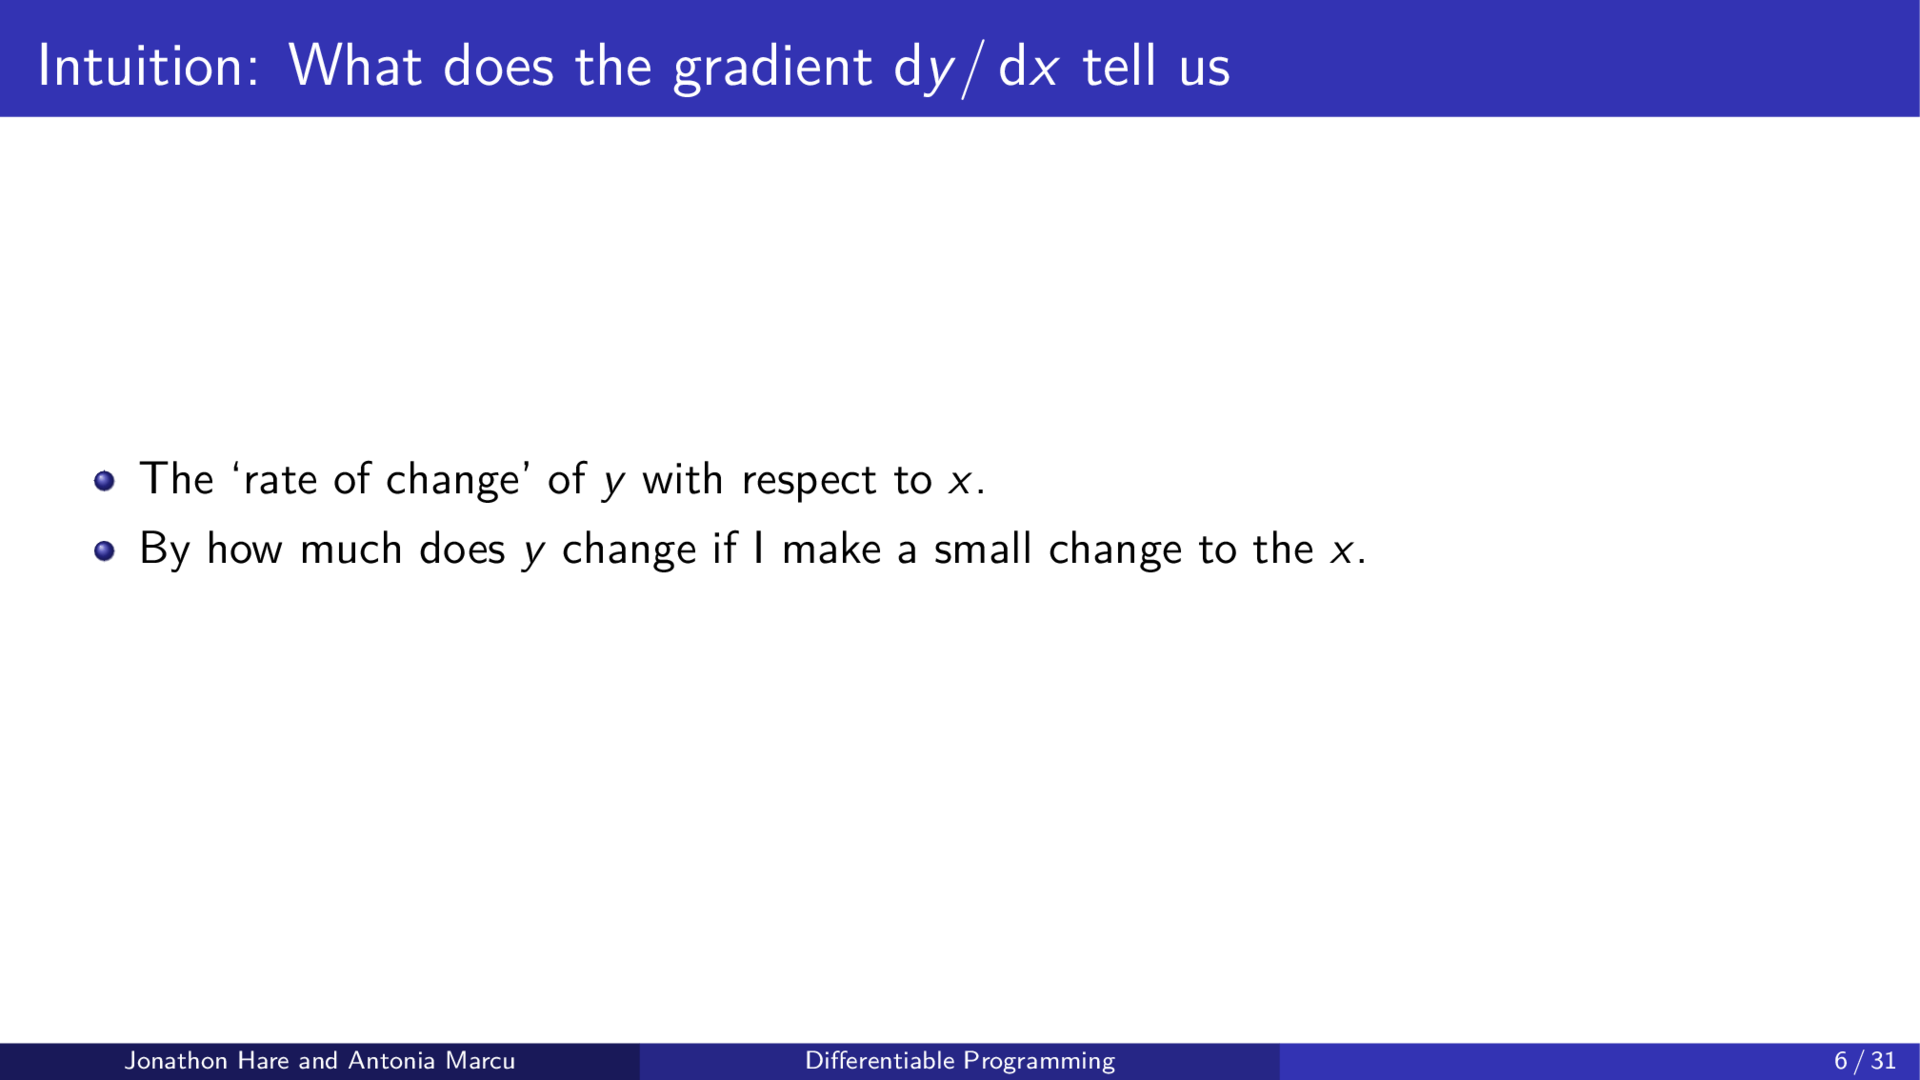 Intuition: What does the gradient dy/ dx tell us
The ‘rate of change’ of y with respect to x.
By how much does y change if I make a small change to the x.
Jonathon Hare and Antonia Marcu
Differentiable Programming
6 / 31